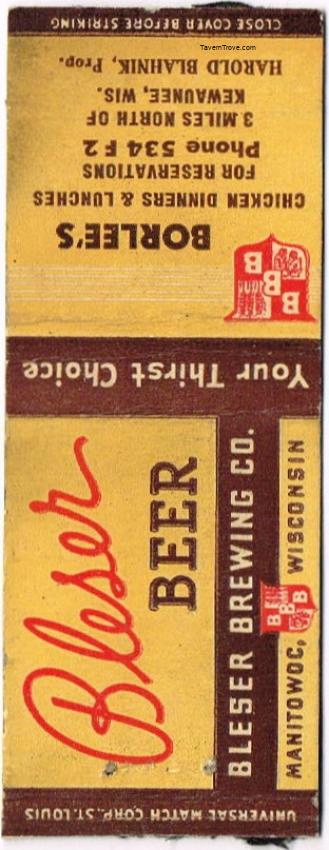 CLOSE COVER BEFORE STRIKING
TavernTrove.com
BORLEE'S
CHICKEN DINNERS & LUNCHES
FOR RESERVATIONS
Phone 534 F 2
3 MILES NORTH OF
KEWAUNEE, WIS.
HAROLD BLAHNIK, Prop.
B B B
Your Thirst Choice
Bleser
BEER
BLESER BREWING CO.
MANITOWOC, WISCONSIN
B B B
UNIVERSAL MATCH CORP., ST. LOUIS